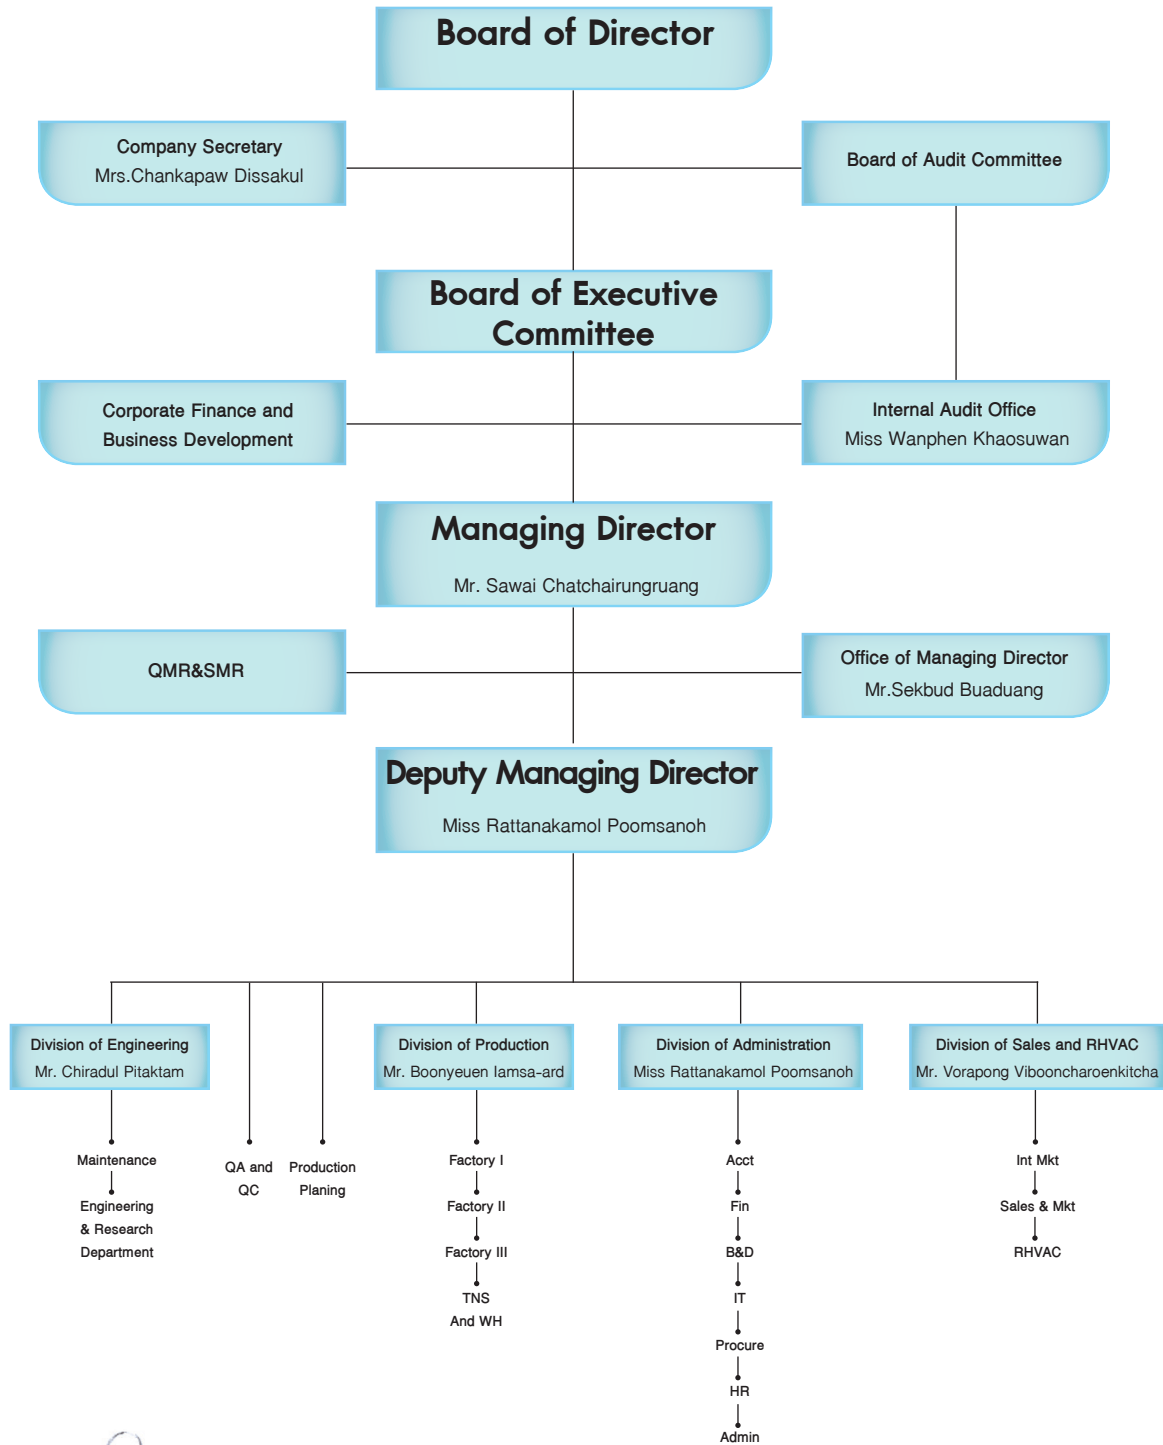 Board of Director
Company Secretary
Mrs.Chankapaw Dissakul
Board of Audit Committee
Board of Executive
Committee
Corporate Finance and
Business Development
Internal Audit Office
Miss Wanphen Khaosuwan
Managing Director
Mr. Sawai Chatchairungruang
QMR&SMR
Office of Managing Director
Mr.Sekbud Buaduang
Deputy Managing Director
Miss Rattanakamol Poomsanoh
Division of Engineering
Mr. Chiradul Pitaktam
Maintenance
Engineering
& Research
Department
QA and
QC
Production
Planing
Division of Production
Mr. Boonyeuen Iamsa-ard
Factory I
Factory II
Factory III
TNS
And WH
Division of Administration
Miss Rattanakamol Poomsanoh
Acct
Fin
B&D
IT
Procure
HR
Admin
Division of Sales and RHVAC
Mr. Vorapong Vibooncharoenkitcha
Int Mkt
Sales & Mkt
RHVAC